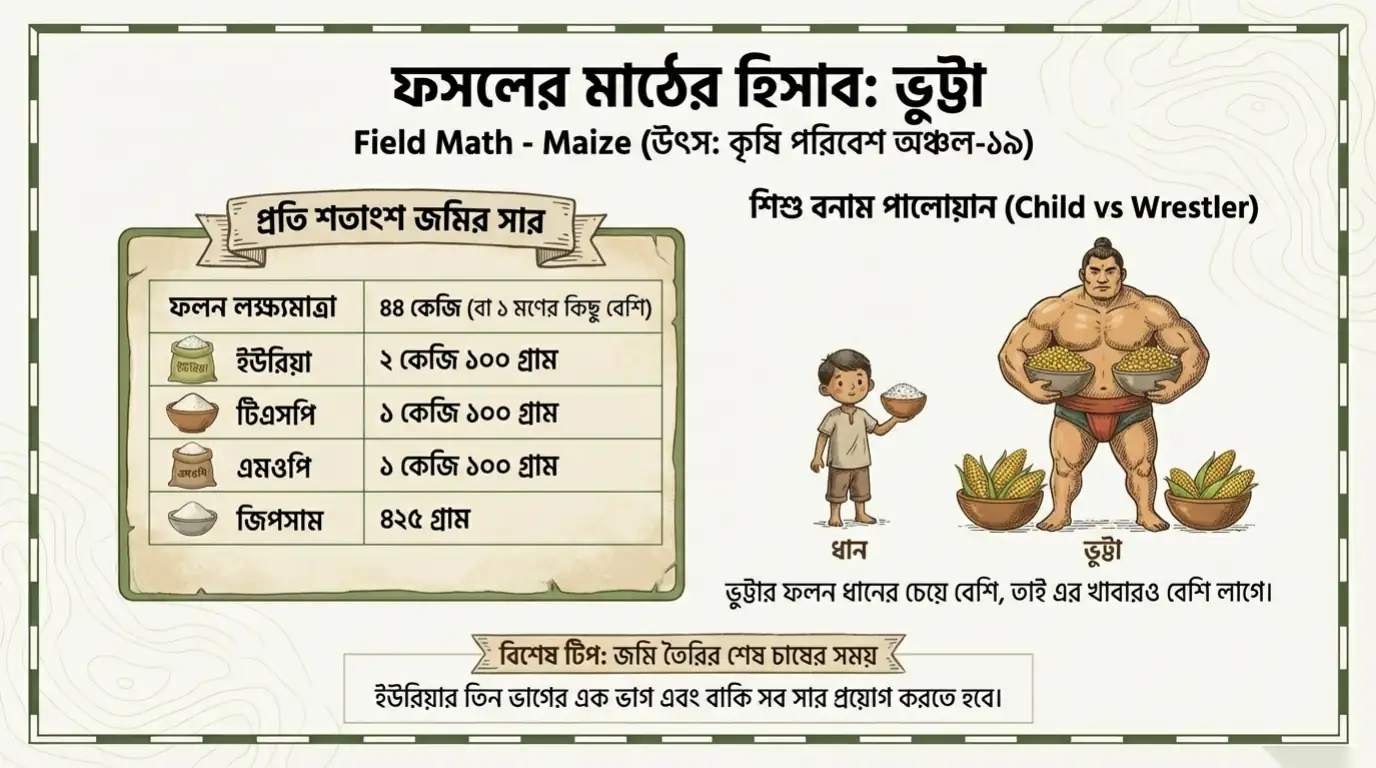 ফসলের মাঠের হিসাব: ভুট্টা
Field Math - Maize (উৎস: কৃষি পরিবেশ অঞ্চল-১৯)
প্রতি শতাংশ জমির সার
ফলন লক্ষ্যমাত্রা ৪৪ কেজি (বা ১ মণের কিছু বেশি)
ইউরিয়া ২ কেজি ১০০ গ্রাম
টিএসপি ১ কেজি ১০০ গ্রাম
এমওপি ১ কেজি ১০০ গ্রাম
জিপসাম ৪২৫ গ্রাম
শিশু বনাম পালোয়ান (Child vs Wrestler)
ধান
ভুট্টা
ভুট্টার ফলন ধানের চেয়ে বেশি, তাই এর খাবারও বেশি লাগে।
বিশেষ টিপ: জমি তৈরির শেষ চাষের সময়
ইউরিয়ার তিন ভাগের এক ভাগ এবং বাকি সব সার প্রয়োগ করতে হবে।